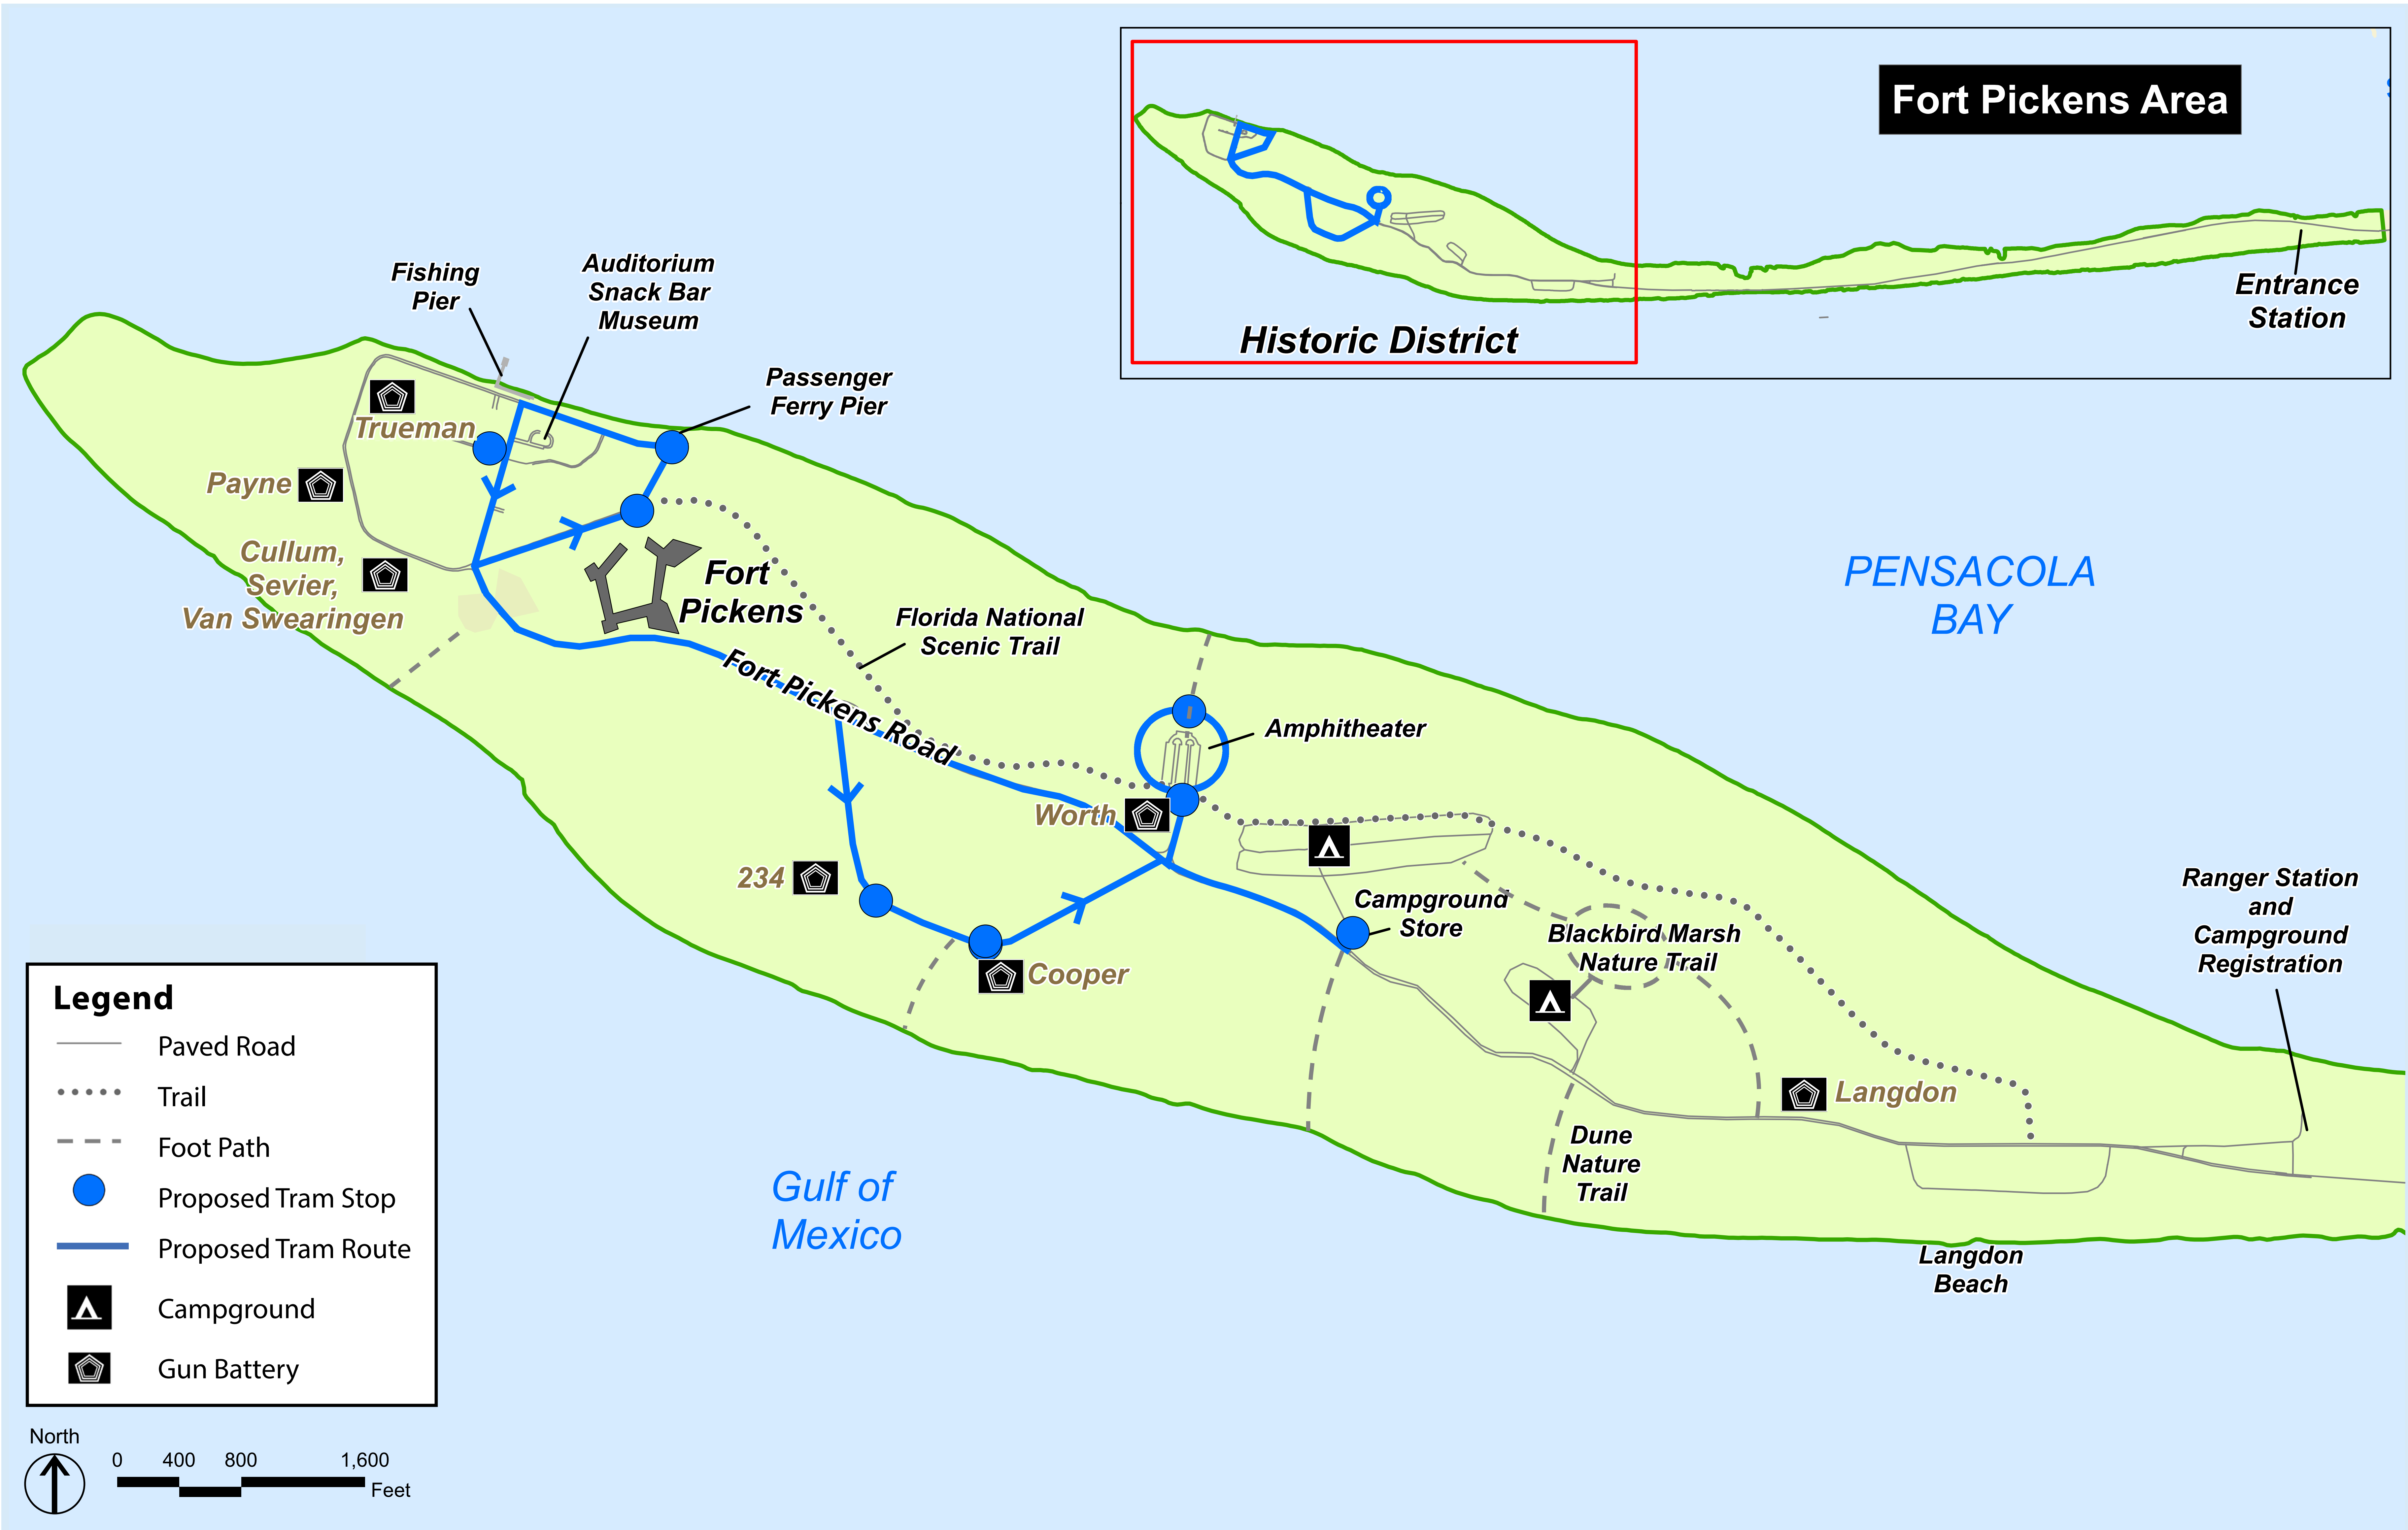 Fort Pickens Area
Entrance
Station
Historic District
Fishing
Pier
Auditorium
Snack Bar
Museum
Passenger
Ferry Pier
Trueman
Payne
Cullum,
Sevier,
Van Swearingen
Fort
Pickens
Florida National
Scenic Trail
Fort Pickens Road
PENSACOLA
BAY
Amphitheater
Worth
234
Cooper
Campground
Store
Blackbird Marsh
Nature Trail
Ranger Station
and
Campground
Registration
Langdon
Dune
Nature
Trail
Langdon
Beach
Gulf of
Mexico
Legend
Paved Road
Trail
Foot Path
Proposed Tram Stop
Proposed Tram Route
Campground
Gun Battery
North
0 400 800 1,600
Feet